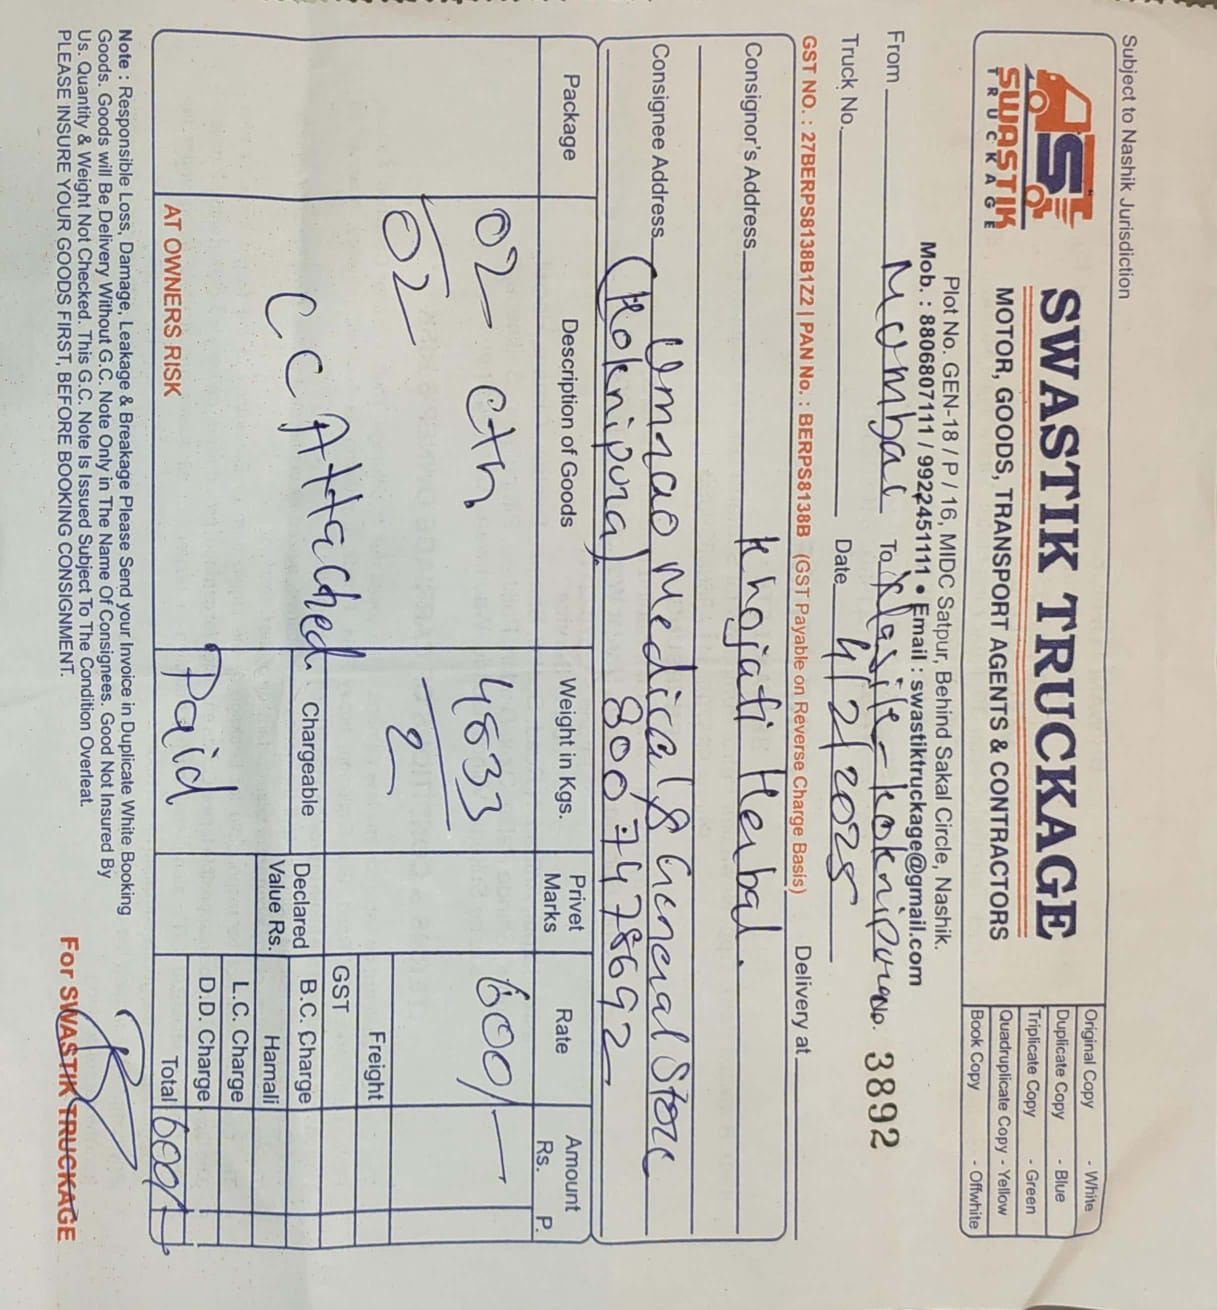 Subject to Nashik Jurisdiction
SWASTIK
TRUCKAGE
SWASTIK TRUCKAGE
MOTOR, GOODS, TRANSPORT AGENTS & CONTRACTORS
Plot No. GEN-18 / P / 16, MIDC Satpur, Behind Sakal Circle, Nashik.
Mob. : 8806807111 / 9922451111 • Email : swastiktruckage@gmail.com
Original Copy - White
Duplicate Copy - Blue
Triplicate Copy - Green
Quadruplicate Copy - Yellow
Book Copy - Offwhite
From Mumbai To Nasik-Koknipura No. 3892
Truck No. Date 4/2/2025
GST NO. : 27BERPS8138B1Z2 | PAN No. : BERPS8138B (GST Payable on Reverse Charge Basis) Delivery at
Consignor's Address Khojati Herbal.
Consignee Address Umrao Medical & General Store
(Koknipura) 8007478692
Package Description of Goods Weight in Kgs. Privet Marks Rate Amount Rs. P.
02 - Ctn 4833 600/-
02 2
Freight
GST
CC Attached. Chargeable Declared Value Rs. B.C. Charge
Hamali
L.C. Charge
D.D. Charge
AT OWNERS RISK Paid Total 600/-
Note : Responsible Loss, Damage, Leakage & Breakage Please Send your Invoice in Duplicate White Booking
Goods. Goods will Be Delivery Without G.C. Note Only in The Name Of Consignees. Good Not Insured By
Us. Quantity & Weight Not Checked. This G.C. Note Is Issued Subject To The Condition Overleat.
PLEASE INSURE YOUR GOODS FIRST, BEFORE BOOKING CONSIGNMENT.
For SWASTIK TRUCKAGE